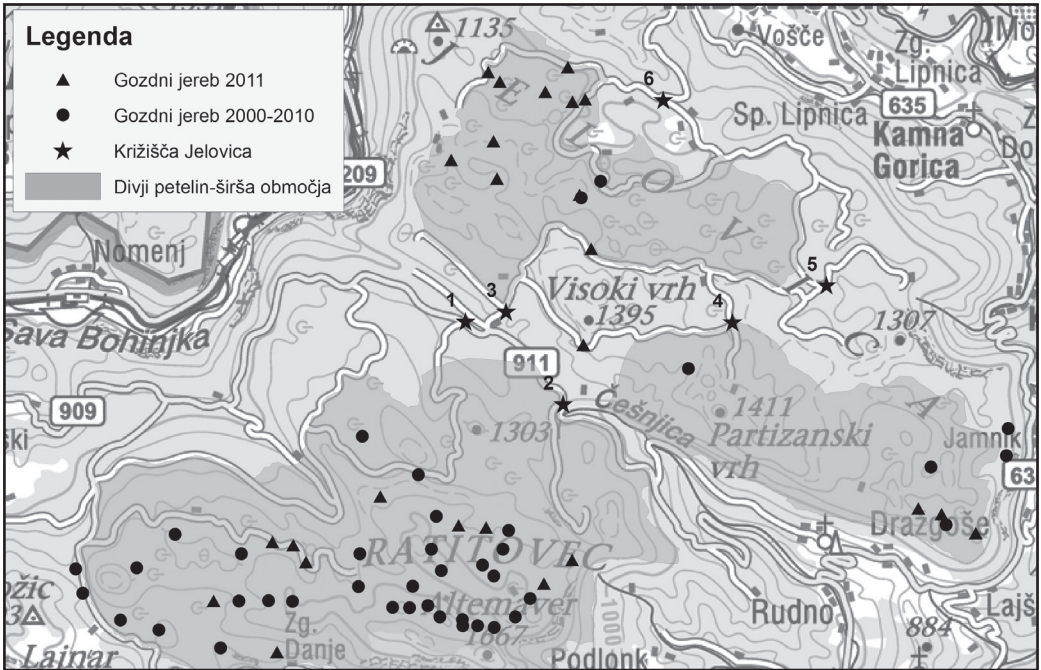 Legenda
Gozdni jereb 2011
Gozdni jereb 2000-2010
Križišča Jelovica
Divji petelin-širša območja
1135
J
E
L
O
V
I
A
6
Vošče
Zg.
Lipnica
635
Sp. Lipnica
Kamna
Gorica
209
Nomenj
Sava Bohinjka
1
3
Visoki vrh
1395
4
5
1307
911
2
909
1303
Češnjica
1411
Partizanski
vrh
Jamnik
Dražgoše
RATITOVEC
Altemaver
1667
Zg.
Danje
Lajnar
1000
Rudno
884
Podlonk